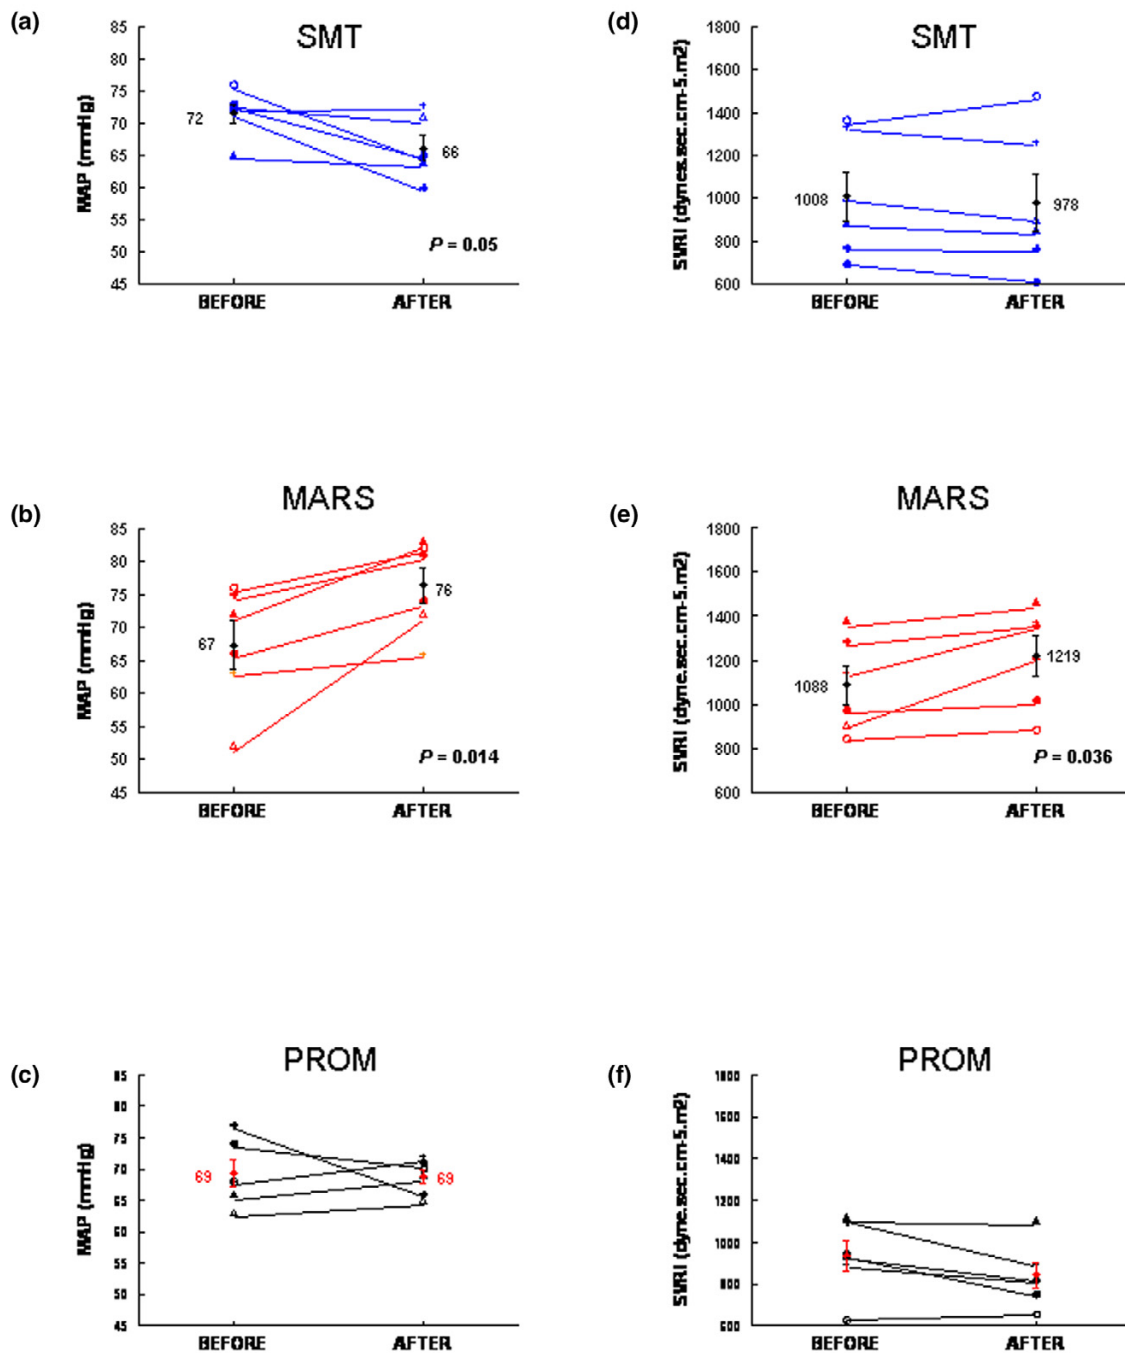 (a)
SMT
MAP (mmHg)
85
80
75
70
65
60
55
50
45
72
66
P = 0.05
BEFORE
AFTER
(d)
SMT
SVRI (dynes.sec.cm-5.m2)
1800
1600
1400
1200
1000
800
600
1008
978
BEFORE
AFTER
(b)
MARS
MAP (mmHg)
85
80
75
70
65
60
55
50
45
67
76
P = 0.014
BEFORE
AFTER
(e)
MARS
SVRI (dyne.sec.cm-5.m2)
1800
1600
1400
1200
1000
800
600
1088
1219
P = 0.036
BEFORE
AFTER
(c)
PROM
MAP (mmHg)
85
80
75
70
65
60
55
50
45
69
69
BEFORE
AFTER
(f)
PROM
SVRI (dyne.sec.cm-5.m2)
1800
1600
1400
1200
1000
800
600
BEFORE
AFTER